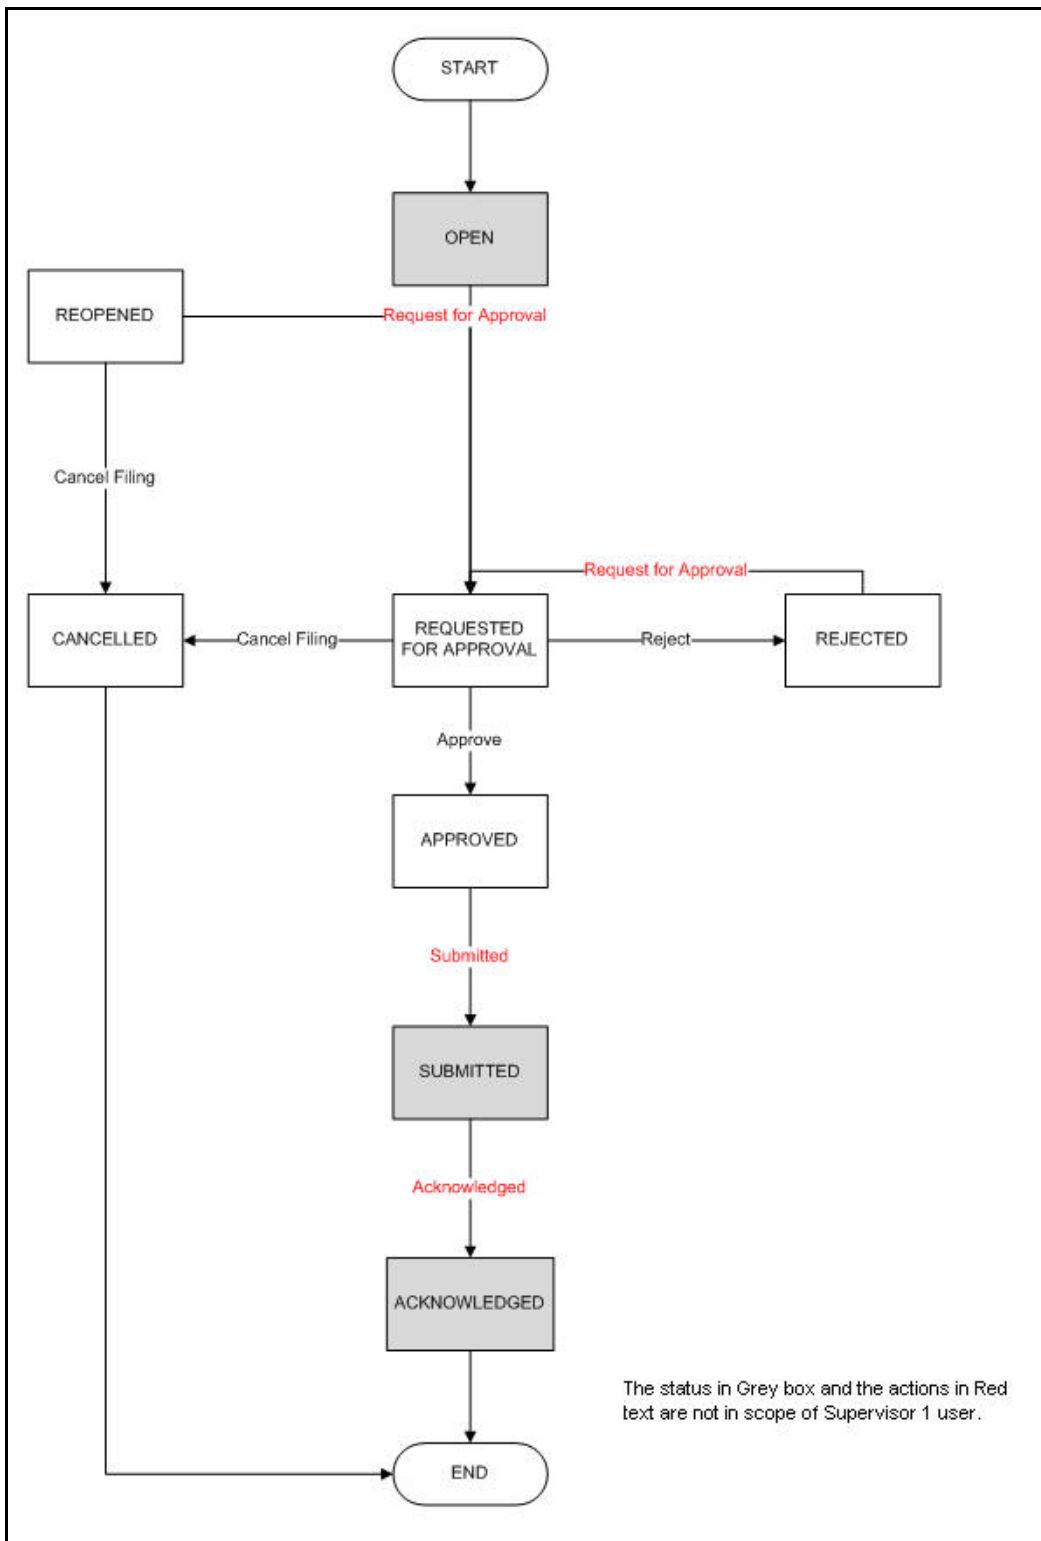 START
OPEN
REOPENED
Request for Approval
Cancel Filing
Request for Approval
CANCELLED
Cancel Filing
REQUESTED
FOR APPROVAL
Reject
REJECTED
Approve
APPROVED
Submitted
SUBMITTED
Acknowledged
ACKNOWLEDGED
The status in Grey box and the actions in Red
text are not in scope of Supervisor 1 user.
END